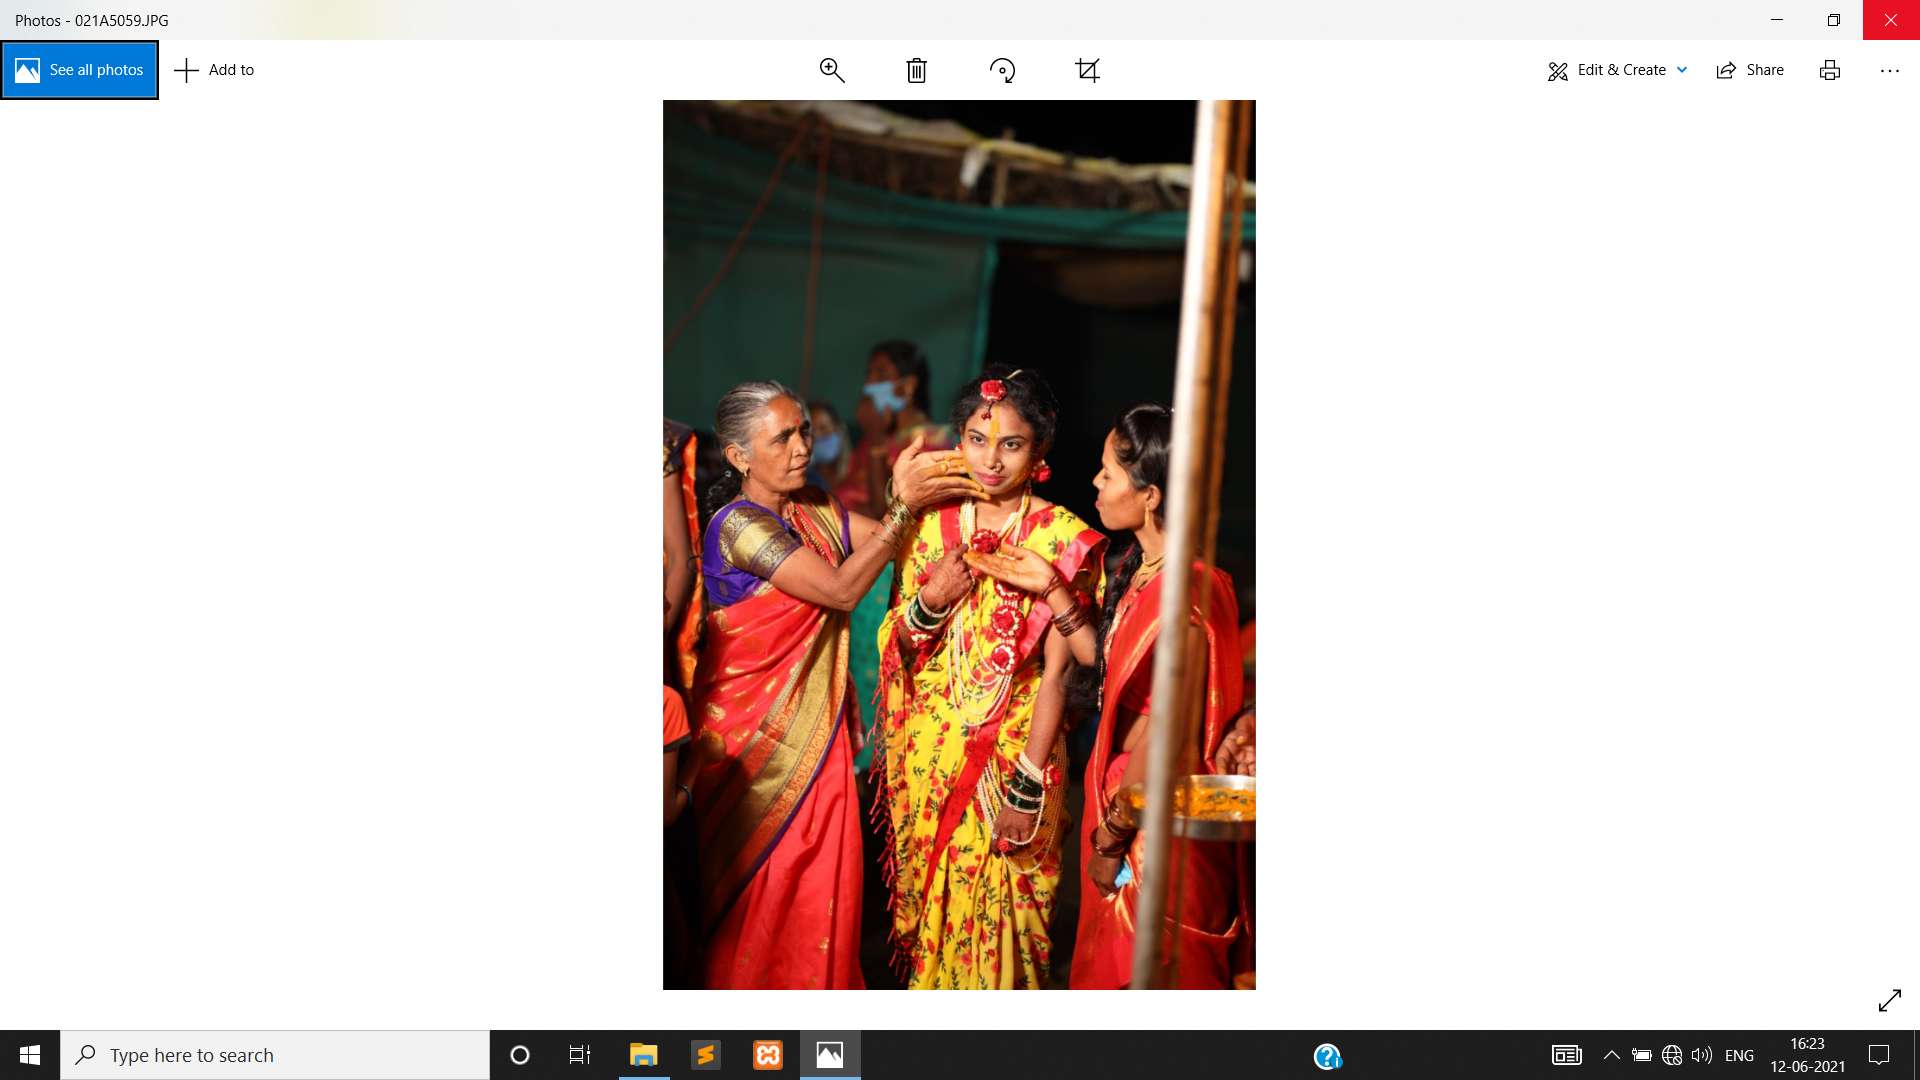 Photos - 021A5059.JPG
See all photos
Add to
Edit & Create
Share
Type here to search
ENG
16:23
12-06-2021